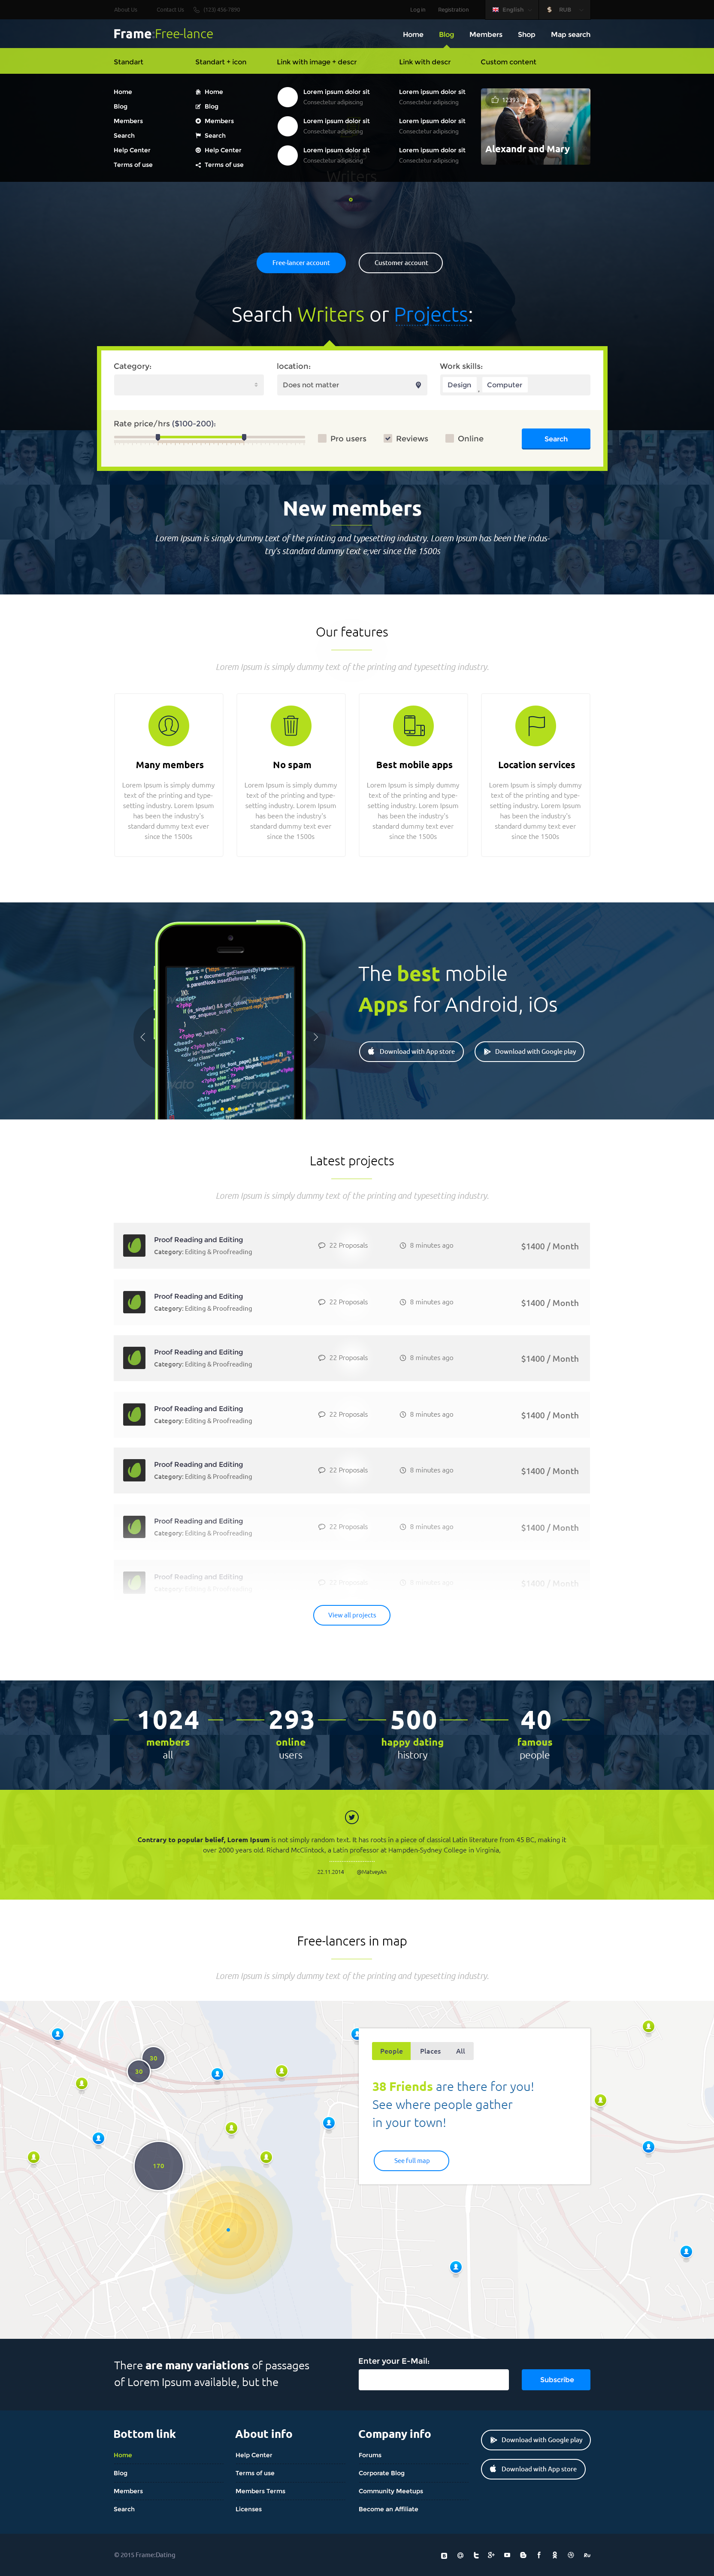 About Us Contact Us (123) 456-7890 Log in Registration English RUB
Frame:Free-lance Home Blog Members Shop Map search
Standart Standart + icon Link with image + descr Link with descr Custom content
Home Home Lorem ipsum dolor sit Lorem ipsum dolor sit
Consectetur adipiscing Consectetur adipiscing 12393
Blog Blog
Members Members Lorem ipsum dolor sit Lorem ipsum dolor sit
Consectetur adipiscing Consectetur adipiscing
Search Search
Help Center Help Center Lorem ipsum dolor sit Lorem ipsum dolor sit Alexandr and Mary
Consectetur adipiscing Consectetur adipiscing
Terms of use Terms of use
Writers
Free-lancer account Customer account
Search Writers or Projects:
Category: location: Work skills:
Does not matter Design , Computer
Rate price/hrs ($100-200):
Pro users Reviews Online Search
New members
Lorem Ipsum is simply dummy text of the printing and typesetting industry. Lorem Ipsum has been the indus-
try's standard dummy text e;ver since the 1500s
Our features
Lorem Ipsum is simply dummy text of the printing and typesetting industry.
Many members No spam Best mobile apps Location services
Lorem Ipsum is simply dummy Lorem Ipsum is simply dummy Lorem Ipsum is simply dummy Lorem Ipsum is simply dummy
text of the printing and type- text of the printing and type- text of the printing and type- text of the printing and type-
setting industry. Lorem Ipsum setting industry. Lorem Ipsum setting industry. Lorem Ipsum setting industry. Lorem Ipsum
has been the industry's has been the industry's has been the industry's has been the industry's
standard dummy text ever standard dummy text ever standard dummy text ever standard dummy text ever
since the 1500s since the 1500s since the 1500s since the 1500s
The best mobile
Apps for Android, iOs
Download with App store Download with Google play
Latest projects
Lorem Ipsum is simply dummy text of the printing and typesetting industry.
Proof Reading and Editing 22 Proposals 8 minutes ago $1400 / Month
Category: Editing & Proofreading
Proof Reading and Editing 22 Proposals 8 minutes ago $1400 / Month
Category: Editing & Proofreading
Proof Reading and Editing 22 Proposals 8 minutes ago $1400 / Month
Category: Editing & Proofreading
Proof Reading and Editing 22 Proposals 8 minutes ago $1400 / Month
Category: Editing & Proofreading
Proof Reading and Editing 22 Proposals 8 minutes ago $1400 / Month
Category: Editing & Proofreading
Proof Reading and Editing 22 Proposals 8 minutes ago $1400 / Month
Category: Editing & Proofreading
Proof Reading and Editing 22 Proposals 8 minutes ago $1400 / Month
Category: Editing & Proofreading
View all projects
1024 293 500 40
members online happy dating famous
all users history people
Contrary to popular belief, Lorem Ipsum is not simply random text. It has roots in a piece of classical Latin literature from 45 BC, making it
over 2000 years old. Richard McClintock, a Latin professor at Hampden-Sydney College in Virginia,
22.11.2014 @MatveyAn
Free-lancers in map
Lorem Ipsum is simply dummy text of the printing and typesetting industry.
People Places All
30
30
38 Friends are there for you!
See where people gather
in your town!
See full map
170
There are many variations of passages
of Lorem Ipsum available, but the
Enter your E-Mail:
Subscribe
Bottom link About info Company info Download with Google play
Home Help Center Forums
Blog Terms of use Corporate Blog Download with App store
Members Members Terms Community Meetups
Search Licenses Become an Affiliate
© 2015 Frame:Dating